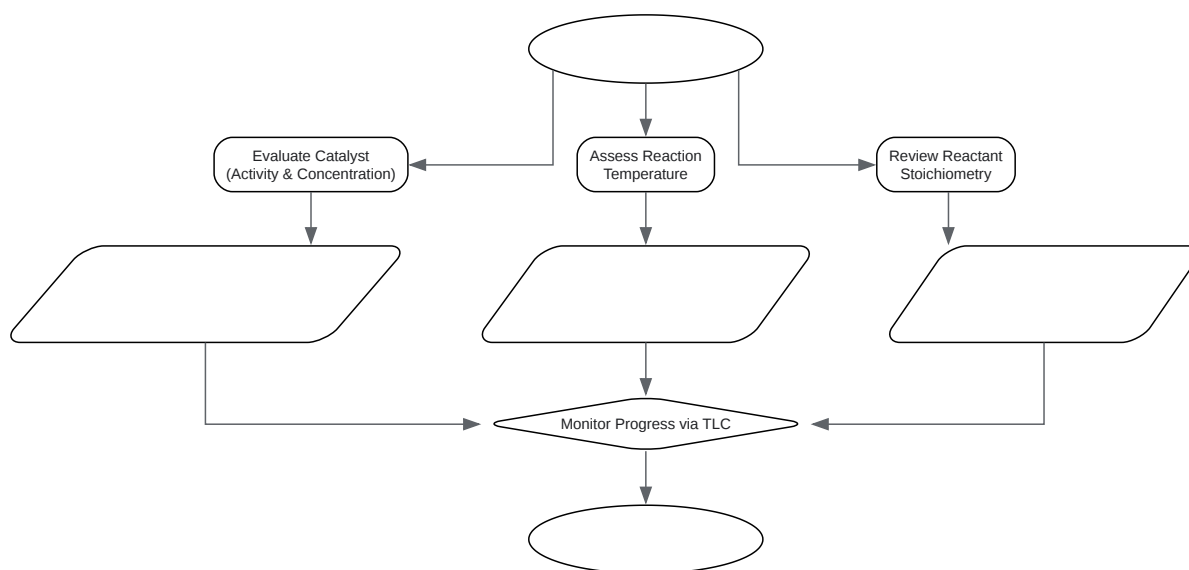 Evaluate Catalyst
(Activity & Concentration)
Assess Reaction
Temperature
Review Reactant
Stoichiometry
Monitor Progress via TLC